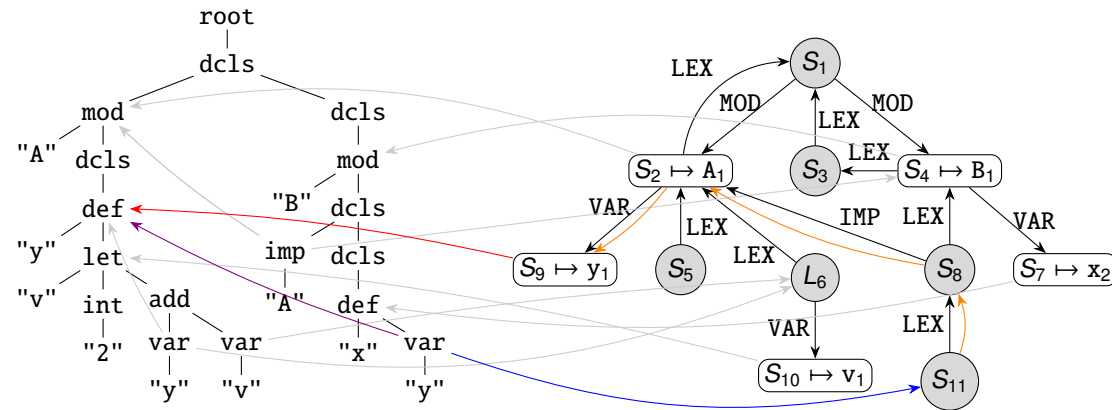 root
dcls
mod
dcls
"A"
dcls
mod
def
"B"
dcls
"y"
let
imp
dcls
"v"
int
add
"A"
def
"2"
var
var
"x"
var
"y"
"v"
"y"
S1
LEX
MOD
MOD
LEX
S2 ↦ A1
S3
LEX
S4 ↦ B1
VAR
LEX
LEX
IMP
LEX
VAR
S9 ↦ y1
S5
L6
S8
S7 ↦ x2
VAR
LEX
S10 ↦ v1
S11